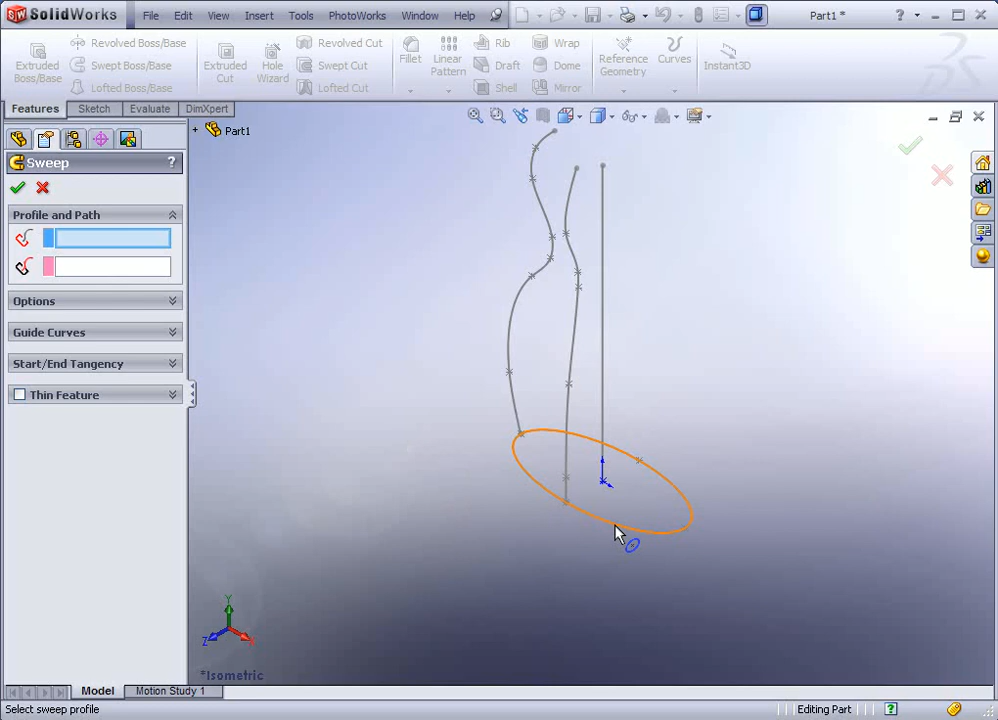 SW SolidWorks File Edit View Insert Tools PhotoWorks Window Help Part1 * ?
Extruded Boss/Base
Revolved Boss/Base
Swept Boss/Base
Lofted Boss/Base
Extruded Cut
Hole Wizard
Revolved Cut
Swept Cut
Lofted Cut
Fillet
Linear Pattern
Rib
Draft
Shell
Wrap
Dome
Mirror
Reference Geometry
Curves
Instant3D
Features Sketch Evaluate DimXpert
+ Part1
Sweep ?
Profile and Path
Options
Guide Curves
Start/End Tangency
Thin Feature
Y
Z X
*Isometric
Model Motion Study 1
Select sweep profile Editing Part ?